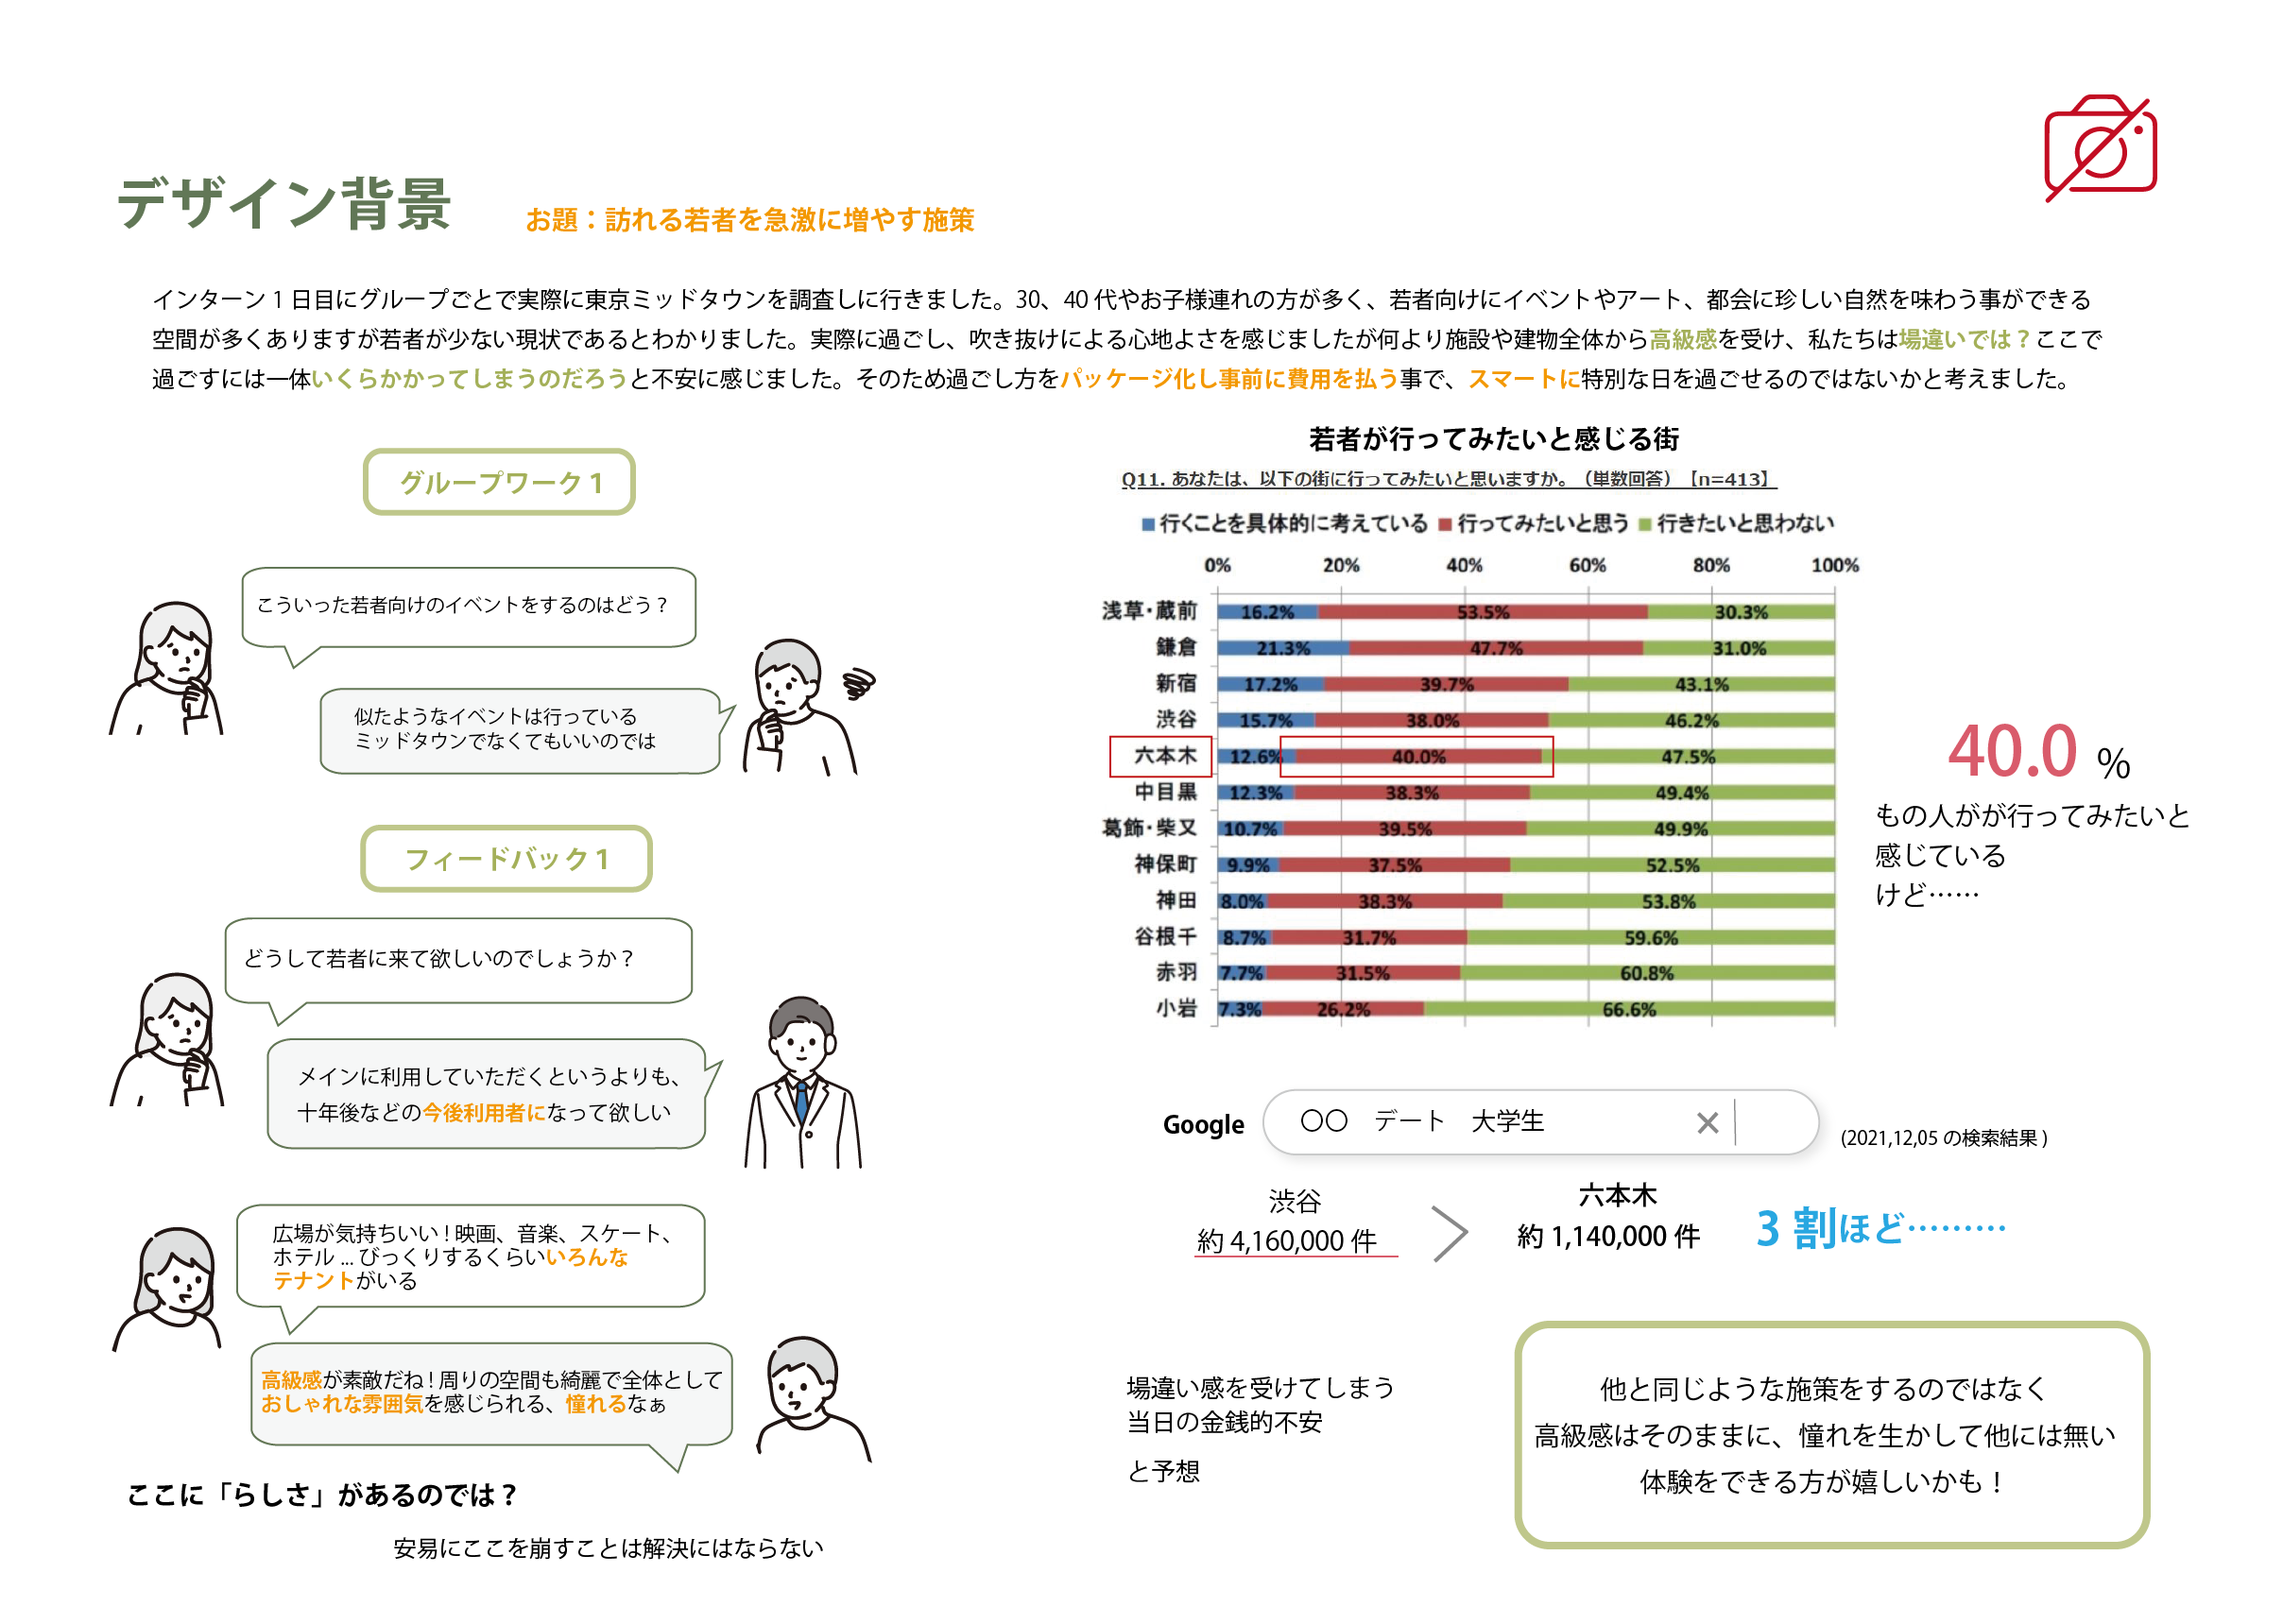 デザイン背景
お題：訪れる若者を急激に増やす施策
インターン 1 日目にグループごとで実際に東京ミッドタウンを調査しに行きました。30、40 代やお子様連れの方が多く、若者向けにイベントやアート、都会に珍しい自然を味わう事ができる
空間が多くありますが若者が少ない現状であるとわかりました。実際に過ごし、吹き抜けによる心地よさを感じましたが何より施設や建物全体から高級感を受け、私たちは場違いでは？ここで
過ごすには一体いくらかかってしまうのだろうと不安に感じました。そのため過ごし方をパッケージ化し事前に費用を払う事で、スマートに特別な日を過ごせるのではないかと考えました。
グループワーク 1
こういった若者向けのイベントをするのはどう？
似たようなイベントは行っている
ミッドタウンでなくてもいいのでは
フィードバック 1
どうして若者に来て欲しいのでしょうか？
メインに利用していただくというよりも、
十年後などの今後利用者になって欲しい
広場が気持ちいい！映画、音楽、スケート、
ホテル ... びっくりするくらいいろんな
テナントがいる
高級感が素敵だね！周りの空間も綺麗で全体として
おしゃれな雰囲気を感じられる、憧れるなぁ
ここに「らしさ」があるのでは？
安易にここを崩すことは解決にはならない
若者が行ってみたいと感じる街
Q11. あなたは、以下の街に行ってみたいと思いますか。（単数回答）【n=413】
行くことを具体的に考えている 行ってみたいと思う 行きたいと思わない
0% 20% 40% 60% 80% 100%
浅草・蔵前 16.2% 53.5% 30.3%
鎌倉 21.3% 47.7% 31.0%
新宿 17.2% 39.7% 43.1%
渋谷 15.7% 38.0% 46.2%
六本木 12.6% 40.0% 47.5%
中目黒 12.3% 38.3% 49.4%
葛飾・柴又 10.7% 39.5% 49.9%
神保町 9.9% 37.5% 52.5%
神田 8.0% 38.3% 53.8%
谷根千 8.7% 31.7% 59.6%
赤羽 7.7% 31.5% 60.8%
小岩 7.3% 26.2% 66.6%
40.0 %
もの人がが行ってみたいと
感じている
けど……
Google
〇〇　デート　大学生
(2021,12,05 の検索結果 )
渋谷
約 4,160,000 件
六本木
約 1,140,000 件
3 割ほど………
場違い感を受けてしまう
当日の金銭的不安
と予想
他と同じような施策をするのではなく
高級感はそのままに、憧れを生かして他には無い
体験をできる方が嬉しいかも！